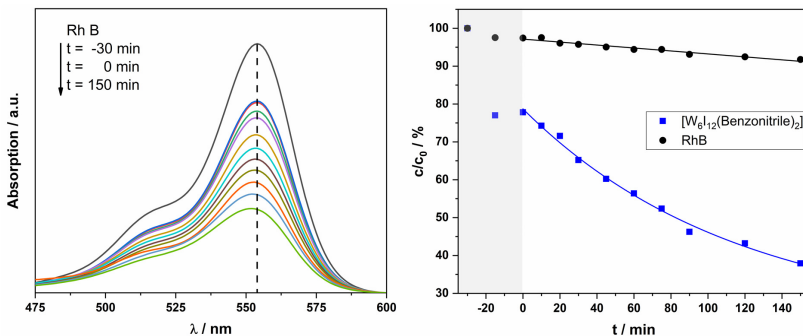 Rh B
t = -30 min
t = 0 min
t = 150 min
Absorption / a.u.
475 500 525 550 575 600
λ / nm
100
90
80
70
60
50
40
30
c/c0 / %
[W6I12(Benzonitrile)2]
RhB
-20 0 20 40 60 80 100 120 140
t / min